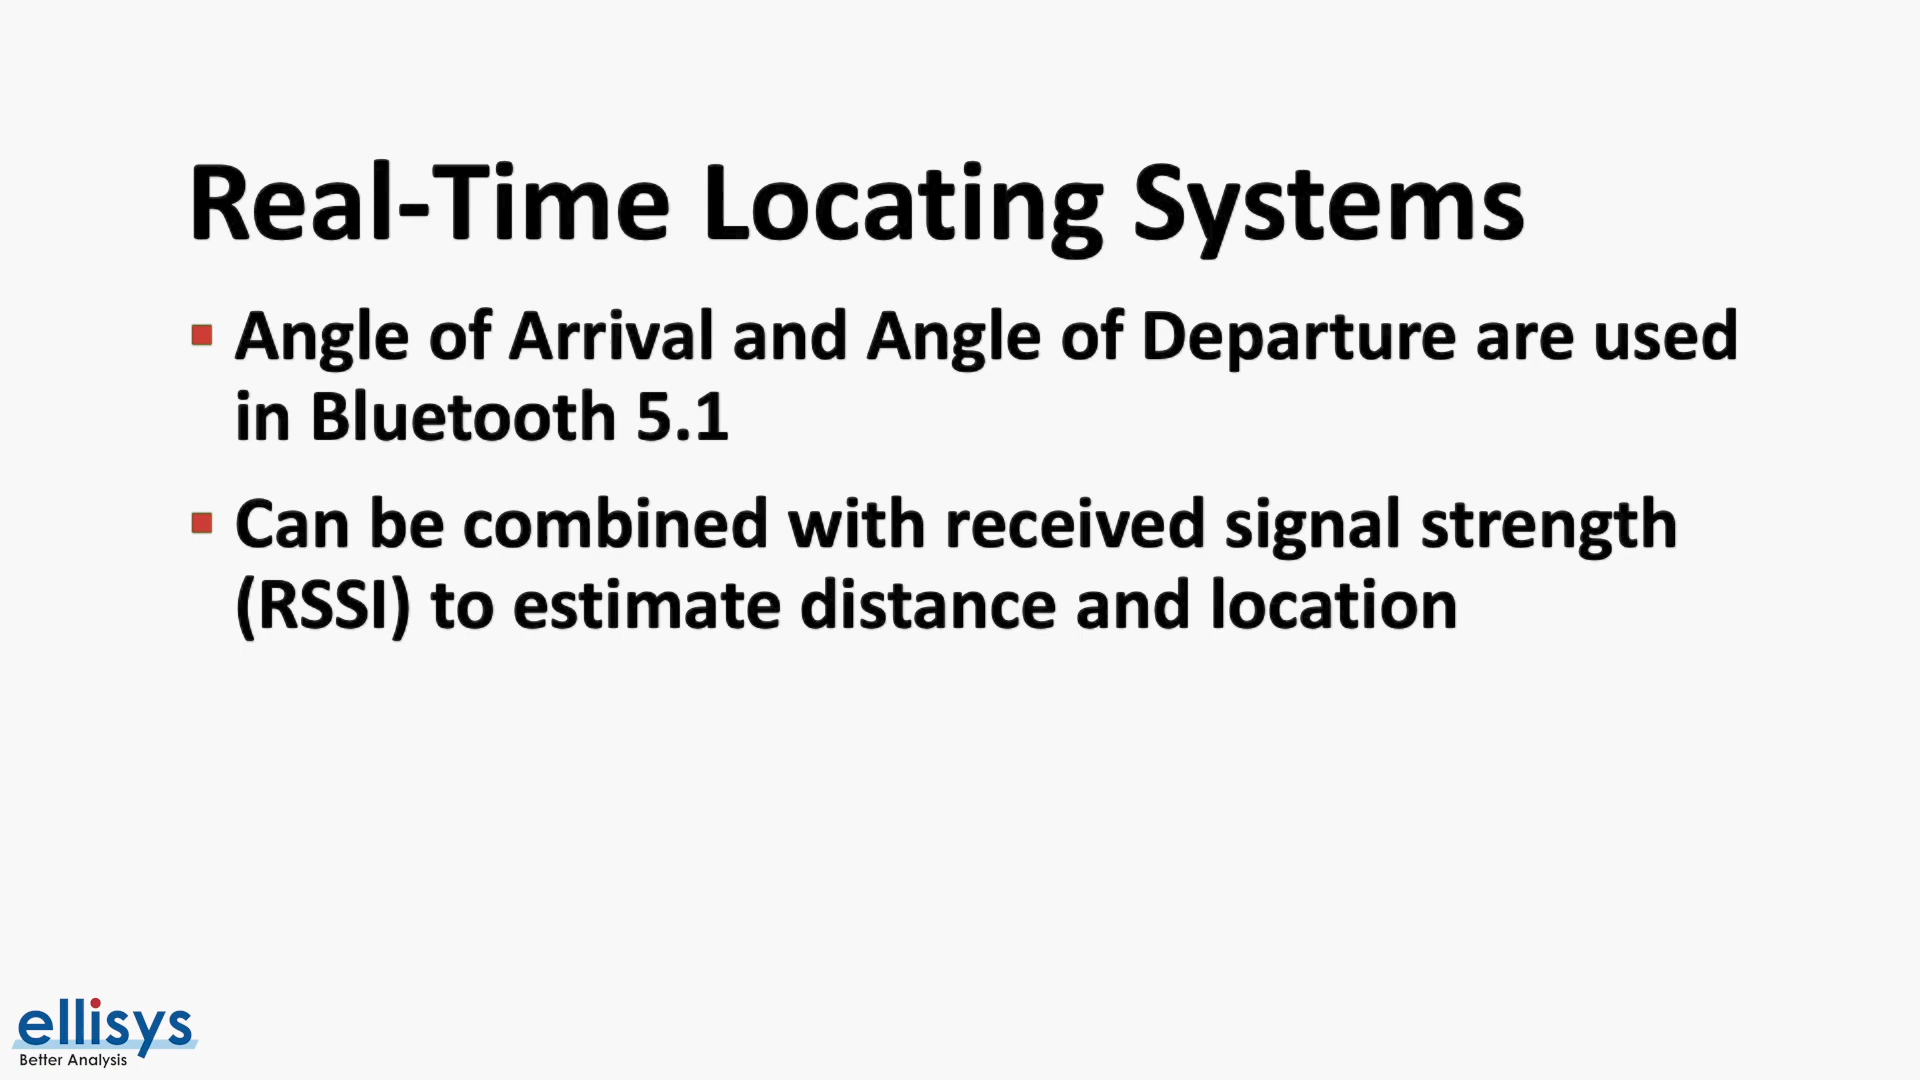 Real-Time Locating Systems
Angle of Arrival and Angle of Departure are used
in Bluetooth 5.1
Can be combined with received signal strength
(RSSI) to estimate distance and location
ellisys
Better Analysis